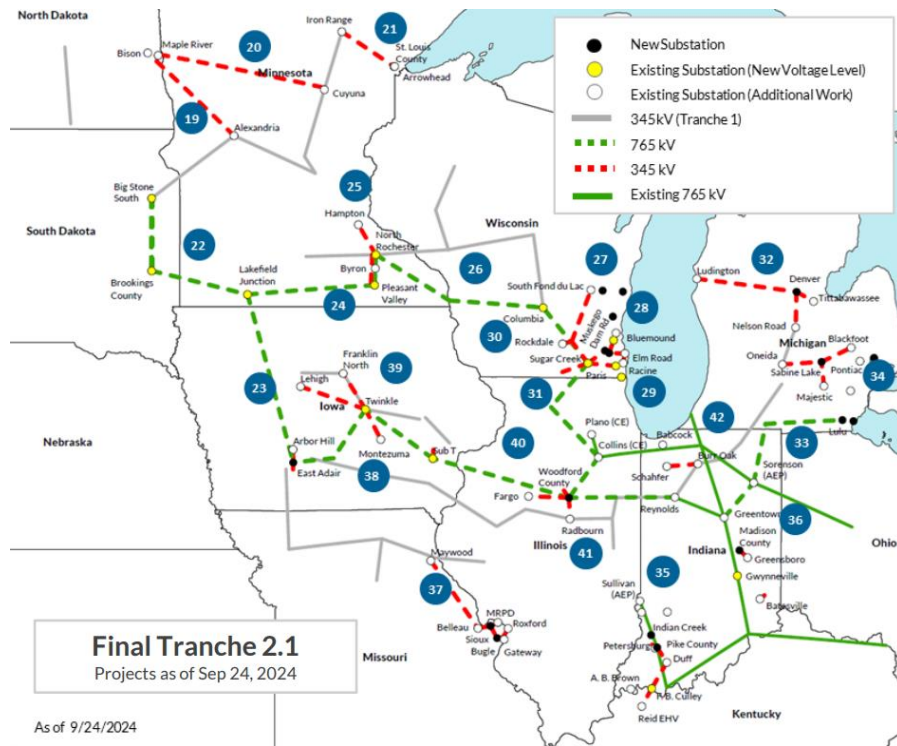 North Dakota
Iron Range
21
20
Maple River
Bison
Minnesota
St. Louis
County
Arrowhead
Cuyuna
19
Alexandria
New Substation
Existing Substation (New Voltage Level)
Existing Substation (Additional Work)
345kV (Tranche 1)
765 kV
345 kV
Existing 765 kV
Big Stone
South
25
Hampton
Wisconsin
South Dakota
22
North
Rochester
Byron
26
27
32
Ludington
Denver
Tittabawassee
Brookings
County
Lakefield
Junction
24
Pleasant
Valley
South Fond du Lac
Columbia
28
Muskego
Dam Rd
Bluemound
Nelson Road
Michigan
Blackfoot
30
Rockdale
Sugar Creek
Elm Road
Paris
Racine
Oneida
Sabine Lake
Pontiac
Majestic
34
Franklin
North
39
Lehigh
23
Iowa
Twinkle
31
29
42
Lulu
33
Nebraska
Arbor Hill
East Adair
38
Montezuma
Sub T
40
Plano (CE)
Collins (CE)
Babcock
Burr Oak
Schahfer
Sorenson
(AEP)
Woodford
County
Fargo
Radbourn
Reynolds
Greentown
36
Illinois
41
Indiana
Madison
County
Greensboro
Ohio
Gwynneville
Batesville
Maywood
37
35
Sullivan
(AEP)
MRPD
Belleau
Roxford
Sioux
Bugle
Gateway
Indian Creek
Petersburg
Pike County
Duff
Missouri
A. B. Brown
F. B. Culley
Reid EHV
Kentucky
Final Tranche 2.1
Projects as of Sep 24, 2024
As of 9/24/2024